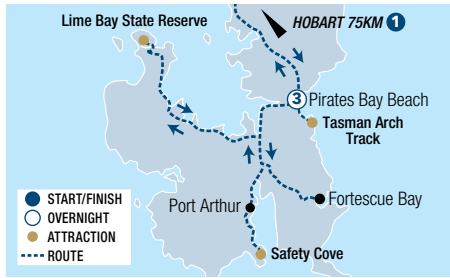 Lime Bay State Reserve
HOBART 75KM 1
3 Pirates Bay Beach
Tasman Arch
Track
START/FINISH
OVERNIGHT
ATTRACTION
ROUTE
Port Arthur
Fortescue Bay
Safety Cove